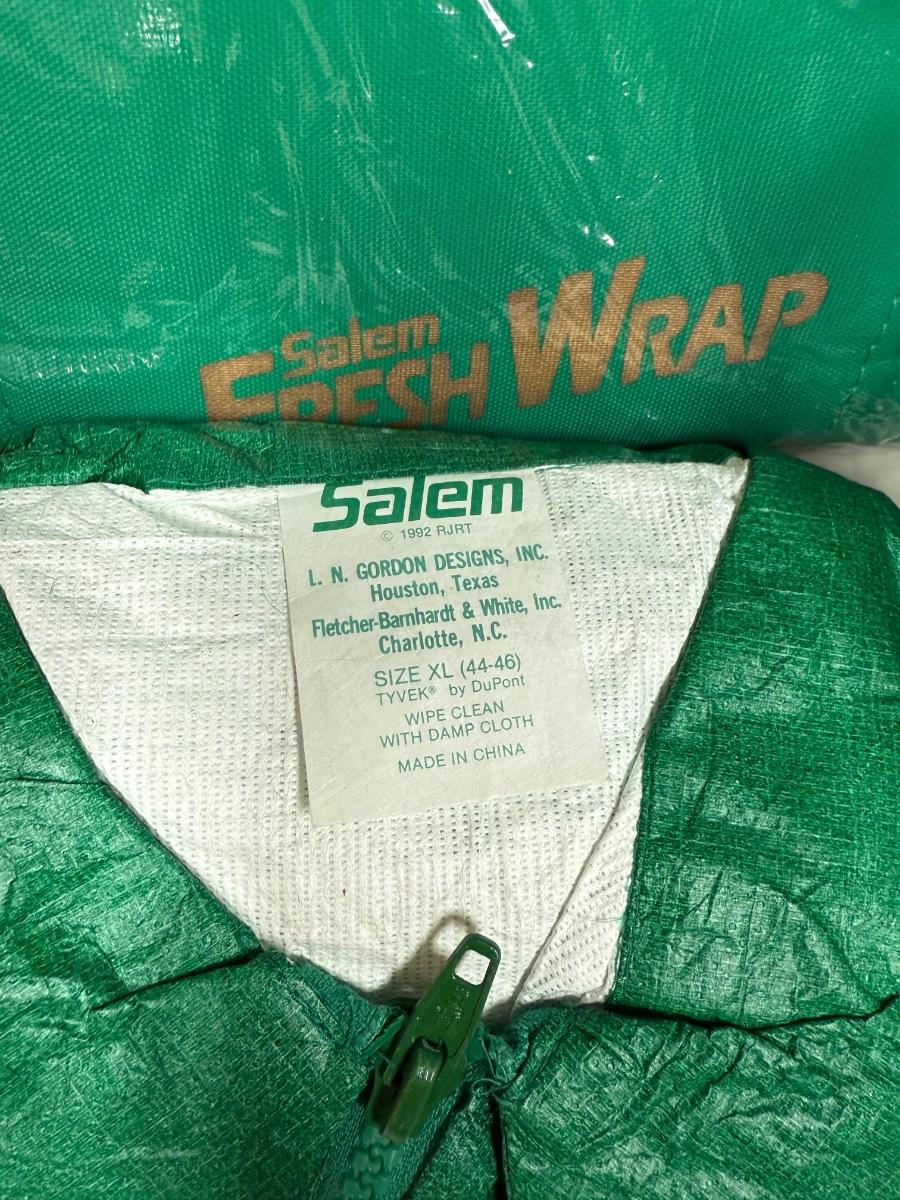 Salem
FRESH WRAP
Salem
© 1992 RJRT
L. N. GORDON DESIGNS, INC.
Houston, Texas
Fletcher-Barnhardt & White, Inc.
Charlotte, N.C.
SIZE XL (44-46)
TYVEK® by DuPont
WIPE CLEAN
WITH DAMP CLOTH
MADE IN CHINA